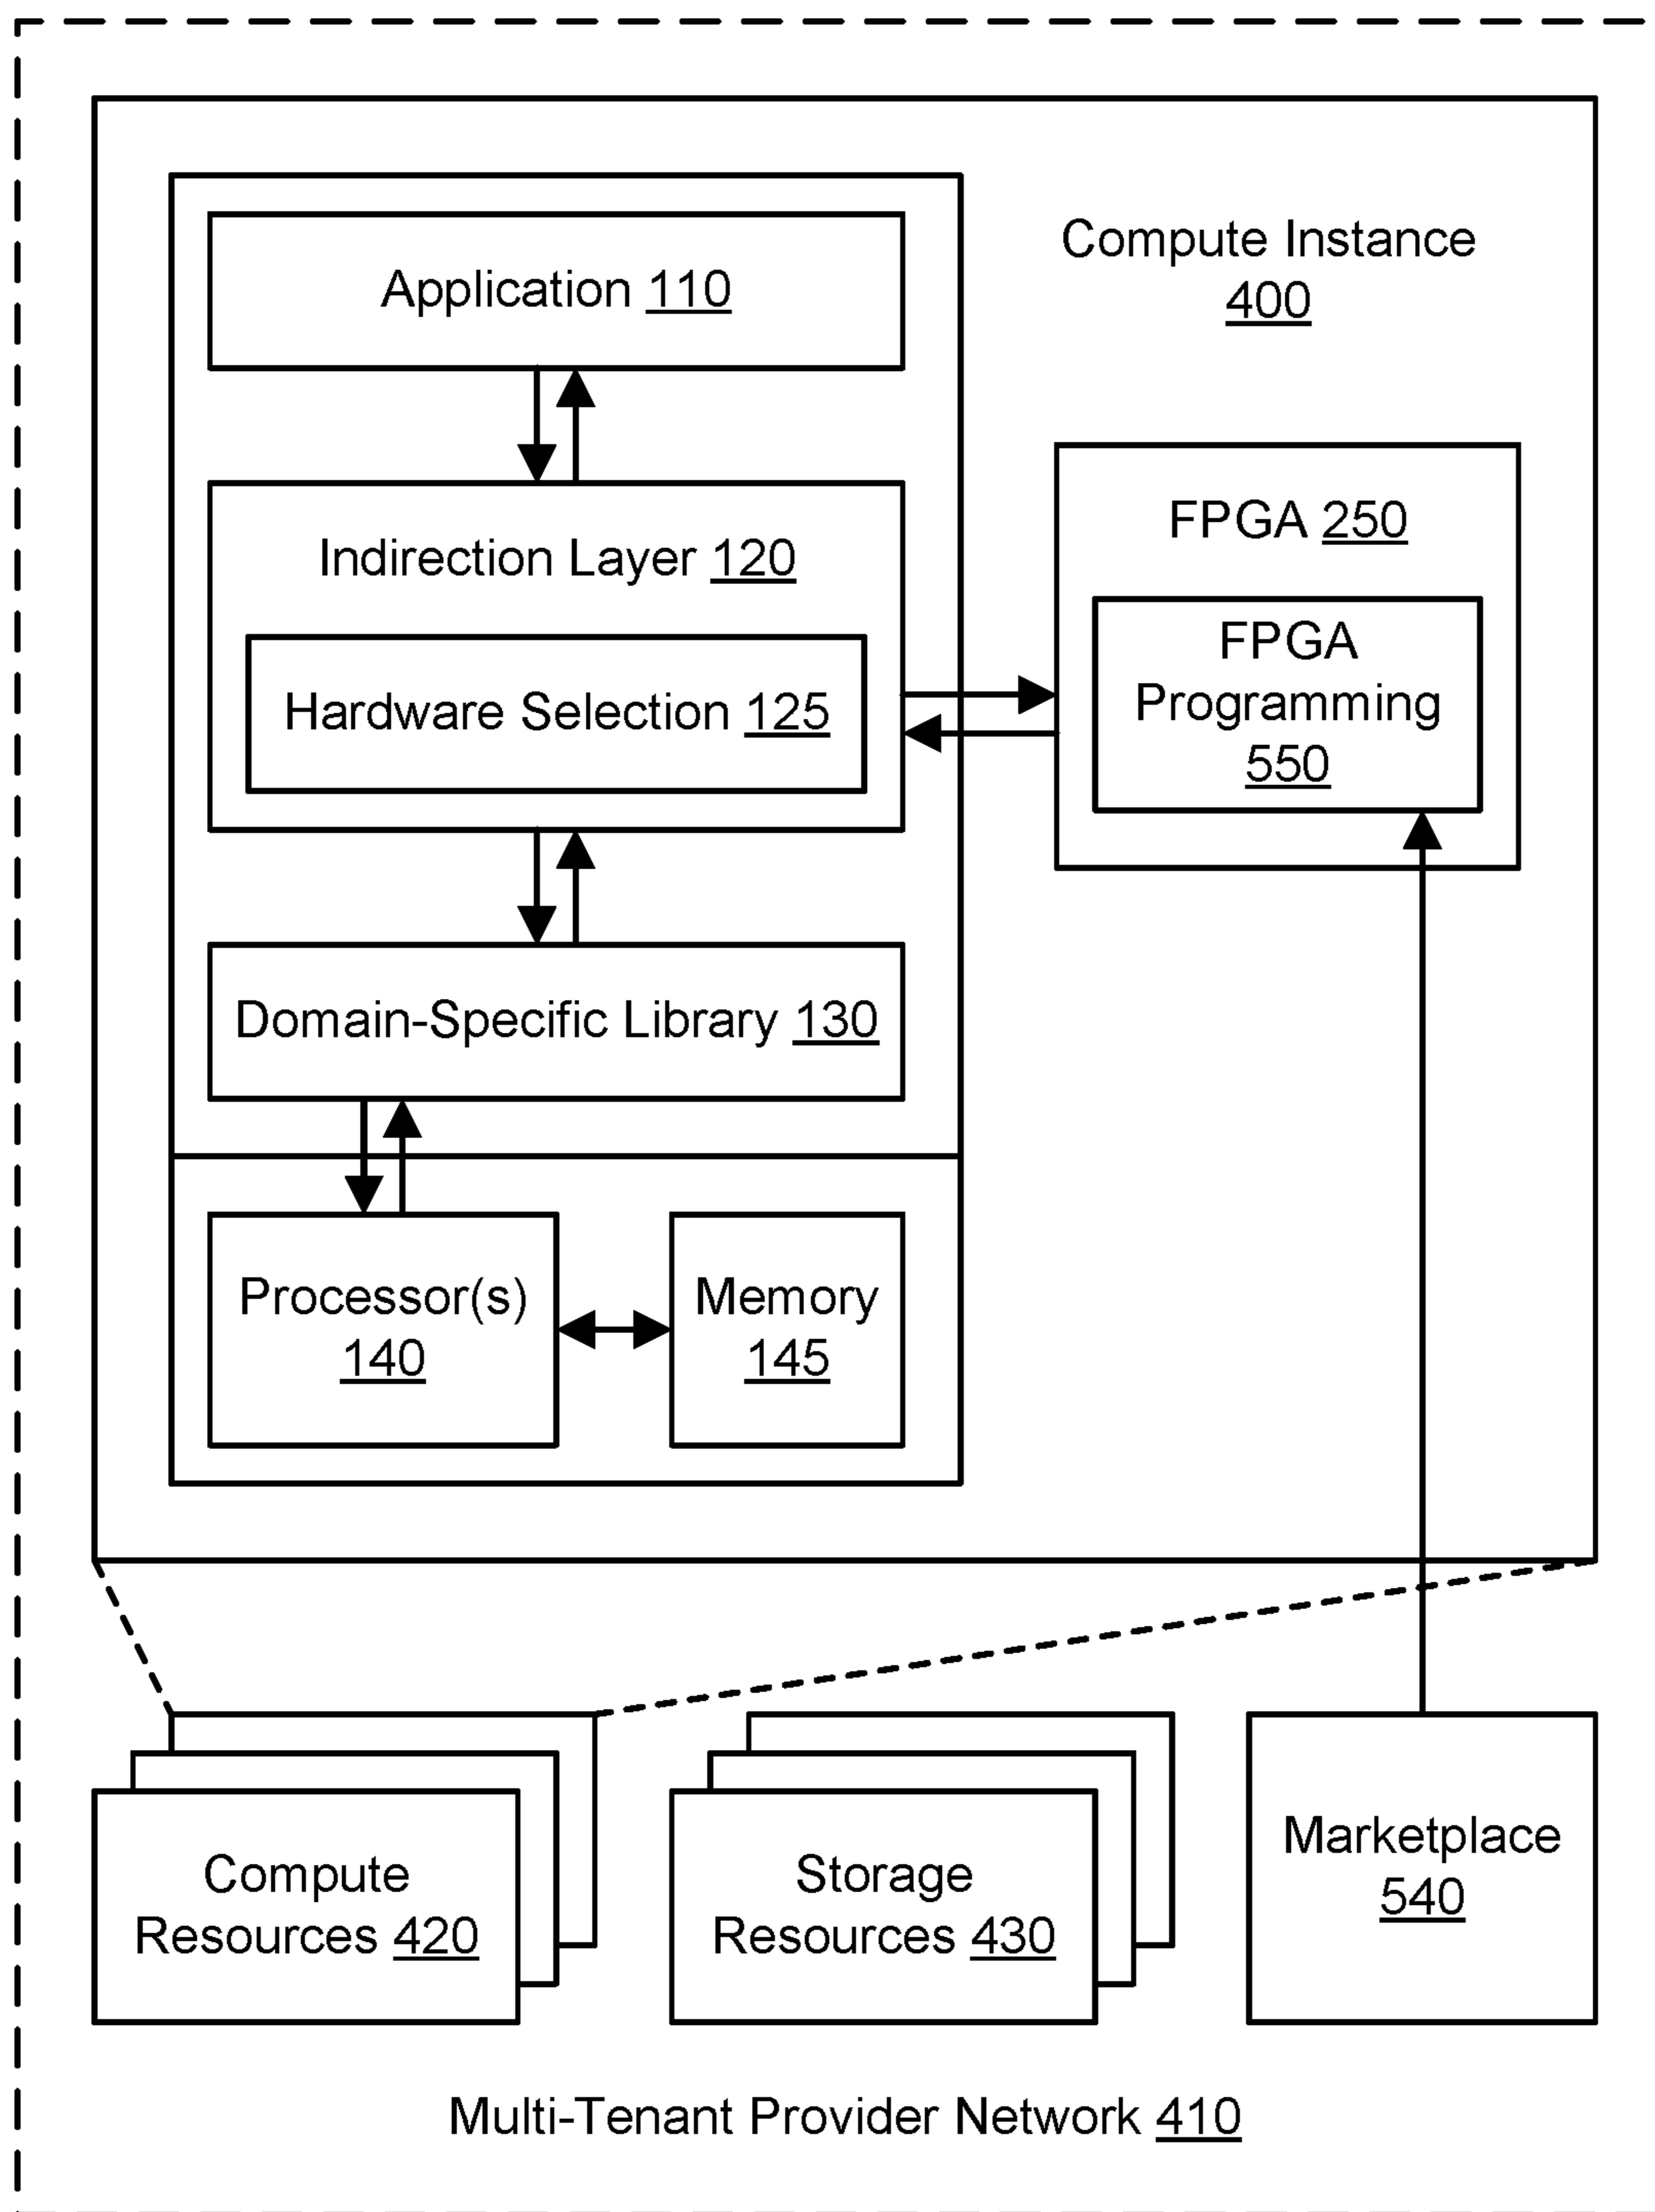 Compute Instance
400
Application 110
Indirection Layer 120
Hardware Selection 125
FPGA 250
FPGA
Programming
550
Domain-Specific Library 130
Processor(s)
140
Memory
145
Compute
Resources 420
Storage
Resources 430
Marketplace
540
Multi-Tenant Provider Network 410